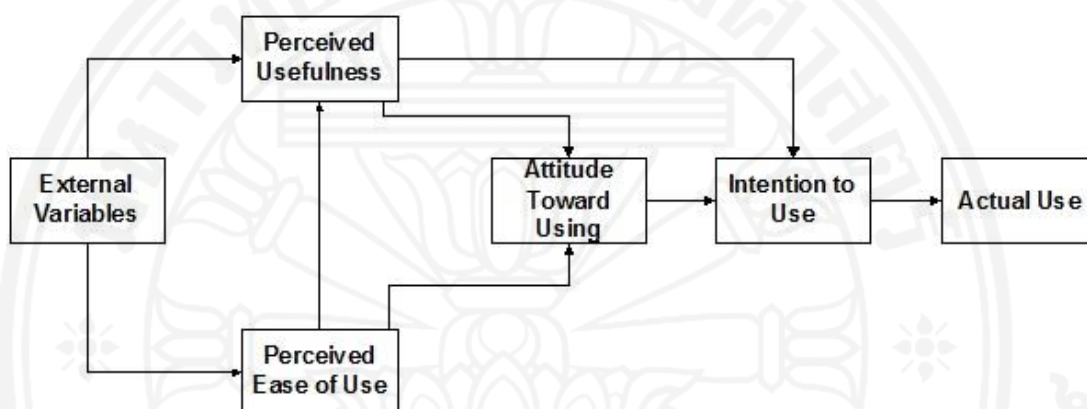 Perceived
Usefulness
External
Variables
Attitude
Toward
Using
Intention to
Use
Actual Use
Perceived
Ease of Use